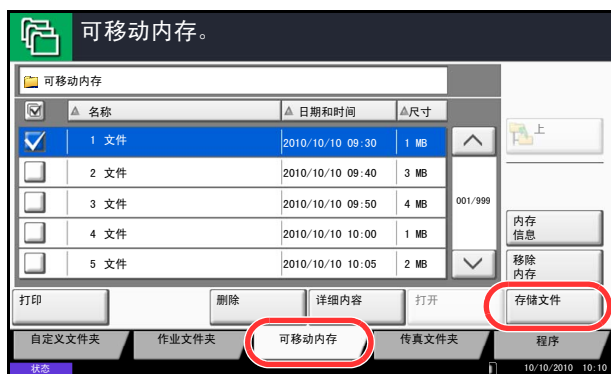 可移动内存。
可移动内存
名称 日期和时间 尺寸
1 文件 2010/10/10 09:30 1 MB
2 文件 2010/10/10 09:40 3 MB
3 文件 2010/10/10 09:50 4 MB
4 文件 2010/10/10 10:00 1 MB
5 文件 2010/10/10 10:05 2 MB
001/999
上
内存
信息
移除
内存
打印 删除 详细内容 打开 存储文件
自定义文件夹 作业文件夹 可移动内存 传真文件夹 程序
状态 10/10/2010 10:10